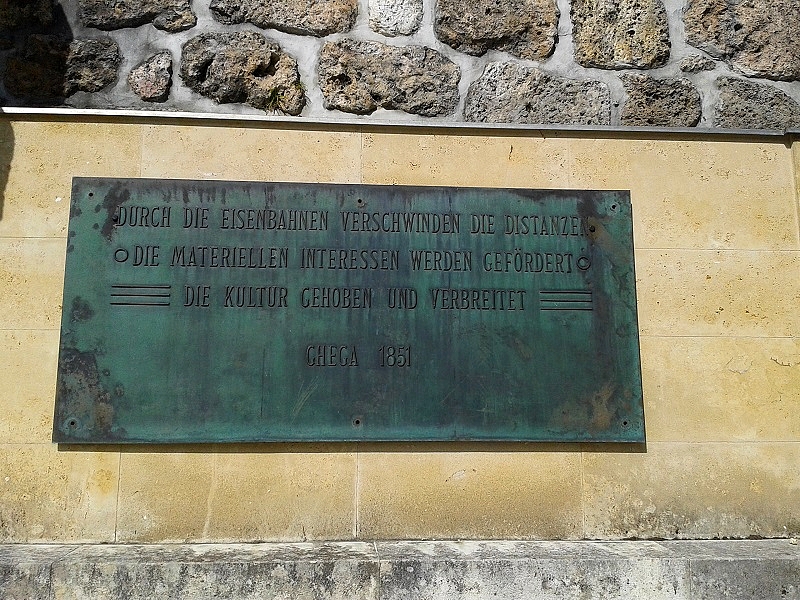 DURCH DIE EISENBAHNEN VERSCHWINDEN DIE DISTANZEN
DIE MATERIELLEN INTERESSEN WERDEN GEFÖRDERT
DIE KULTUR GEHOBEN UND VERBREITET
GHEGA 1851